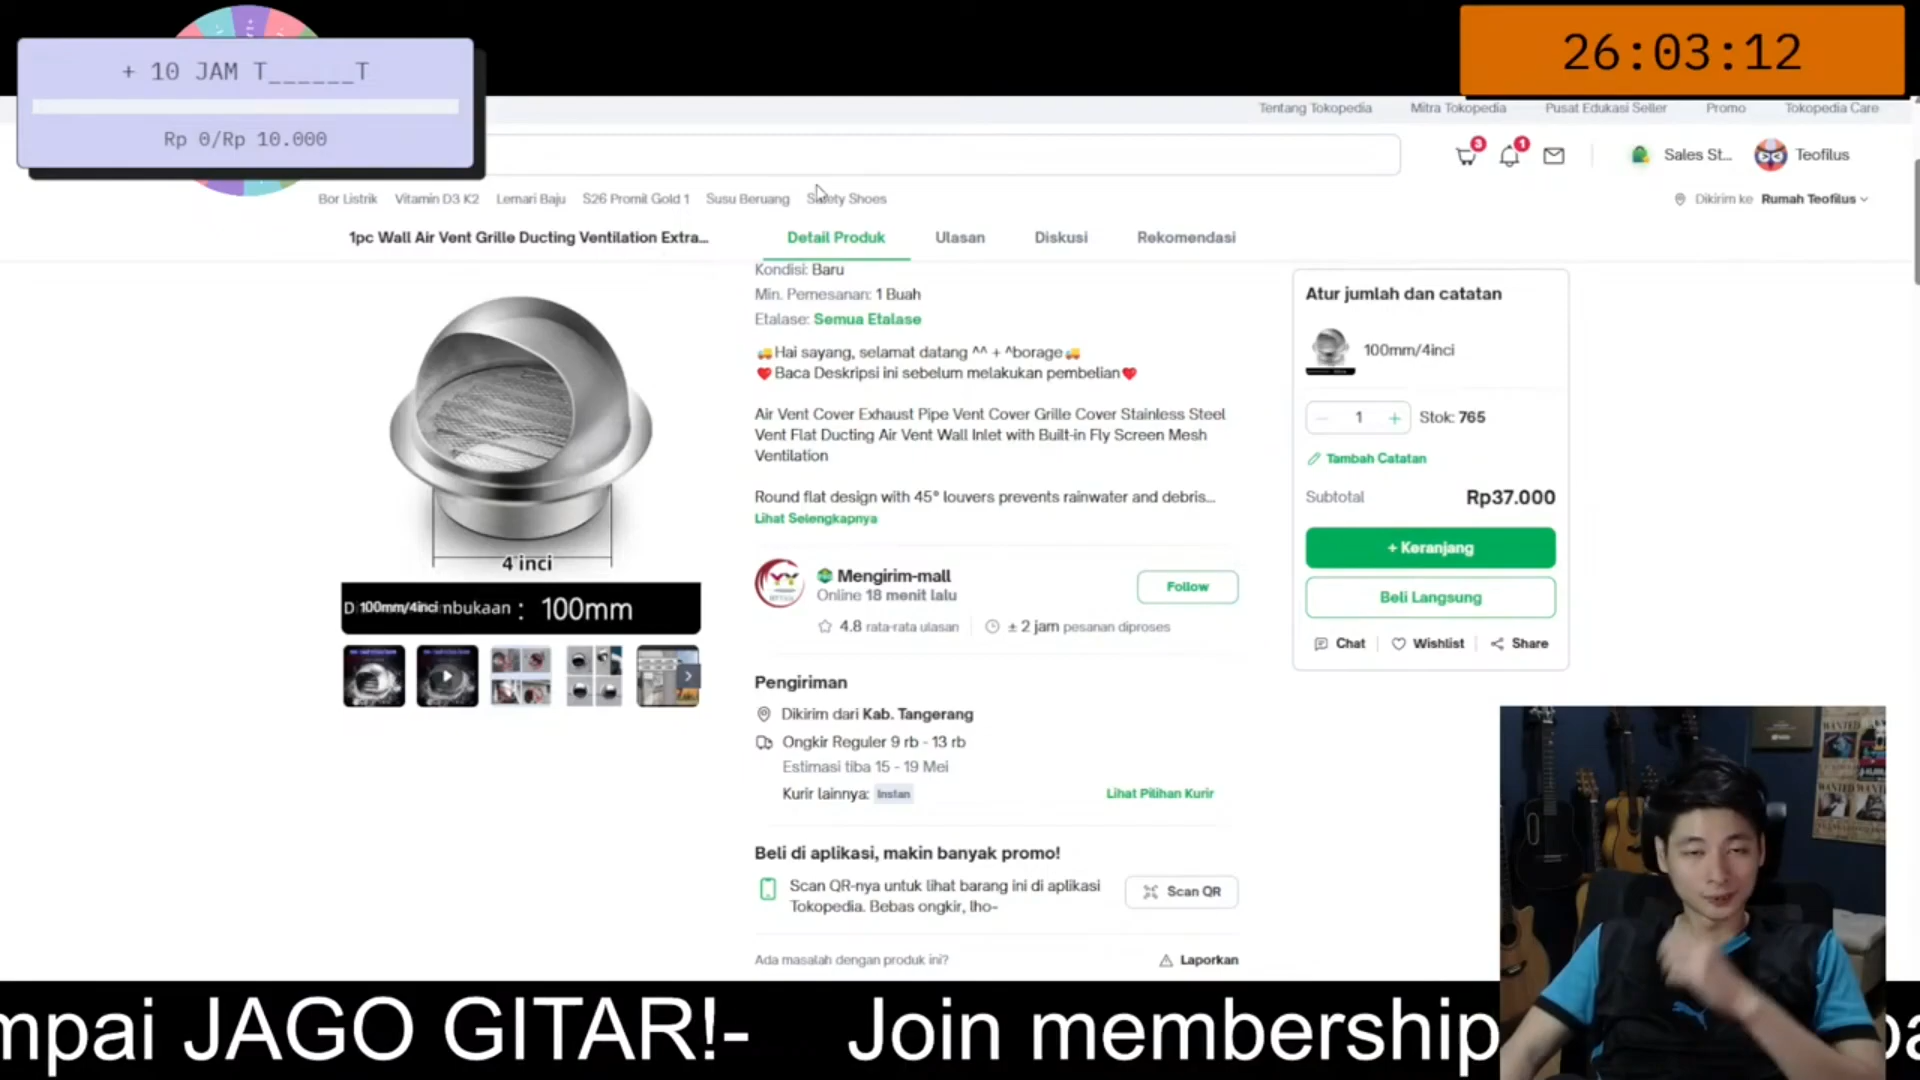 + 10 JAM T______T
Rp 0/Rp 10.000
26:03:12
Tentang Tokopedia Mitra Tokopedia Pusat Edukasi Seller Promo Tokopedia Care
3
1
Sales St... Teofilus
Bor Listrik Vitamin D3 K2 Lemari Baju S26 Promil Gold 1 Susu Beruang Safety Shoes
Dikirim ke Rumah Teofilus
1pc Wall Air Vent Grille Ducting Ventilation Extra...
Detail Produk Ulasan Diskusi Rekomendasi
Kondisi: Baru
Min. Pemesanan: 1 Buah
Etalase: Semua Etalase
🚚Hai sayang, selamat datang ^^ + ^borage🚚
❤️Baca Deskripsi ini sebelum melakukan pembelian❤️
Air Vent Cover Exhaust Pipe Vent Cover Grille Cover Stainless Steel
Vent Flat Ducting Air Vent Wall Inlet with Built-in Fly Screen Mesh
Ventilation
Round flat design with 45° louvers prevents rainwater and debris...
Lihat Selengkapnya
4 inci
D 100mm/4inci mbukaan : 100mm
Mengirim-mall
Online 18 menit lalu
Follow
4.8 rata-rata ulasan
± 2 jam pesanan diproses
Pengiriman
Dikirim dari Kab. Tangerang
Ongkir Reguler 9 rb - 13 rb
Estimasi tiba 15 - 19 Mei
Kurir lainnya: Instan
Lihat Pilihan Kurir
Beli di aplikasi, makin banyak promo!
Scan QR-nya untuk lihat barang ini di aplikasi
Tokopedia. Bebas ongkir, lho~
Scan QR
Ada masalah dengan produk ini?
Laporkan
Atur jumlah dan catatan
100mm/4inci
1 + Stok: 765
Tambah Catatan
Subtotal Rp37.000
+ Keranjang
Beli Langsung
Chat Wishlist Share
WANTED
mpai JAGO GITAR!- Join membership